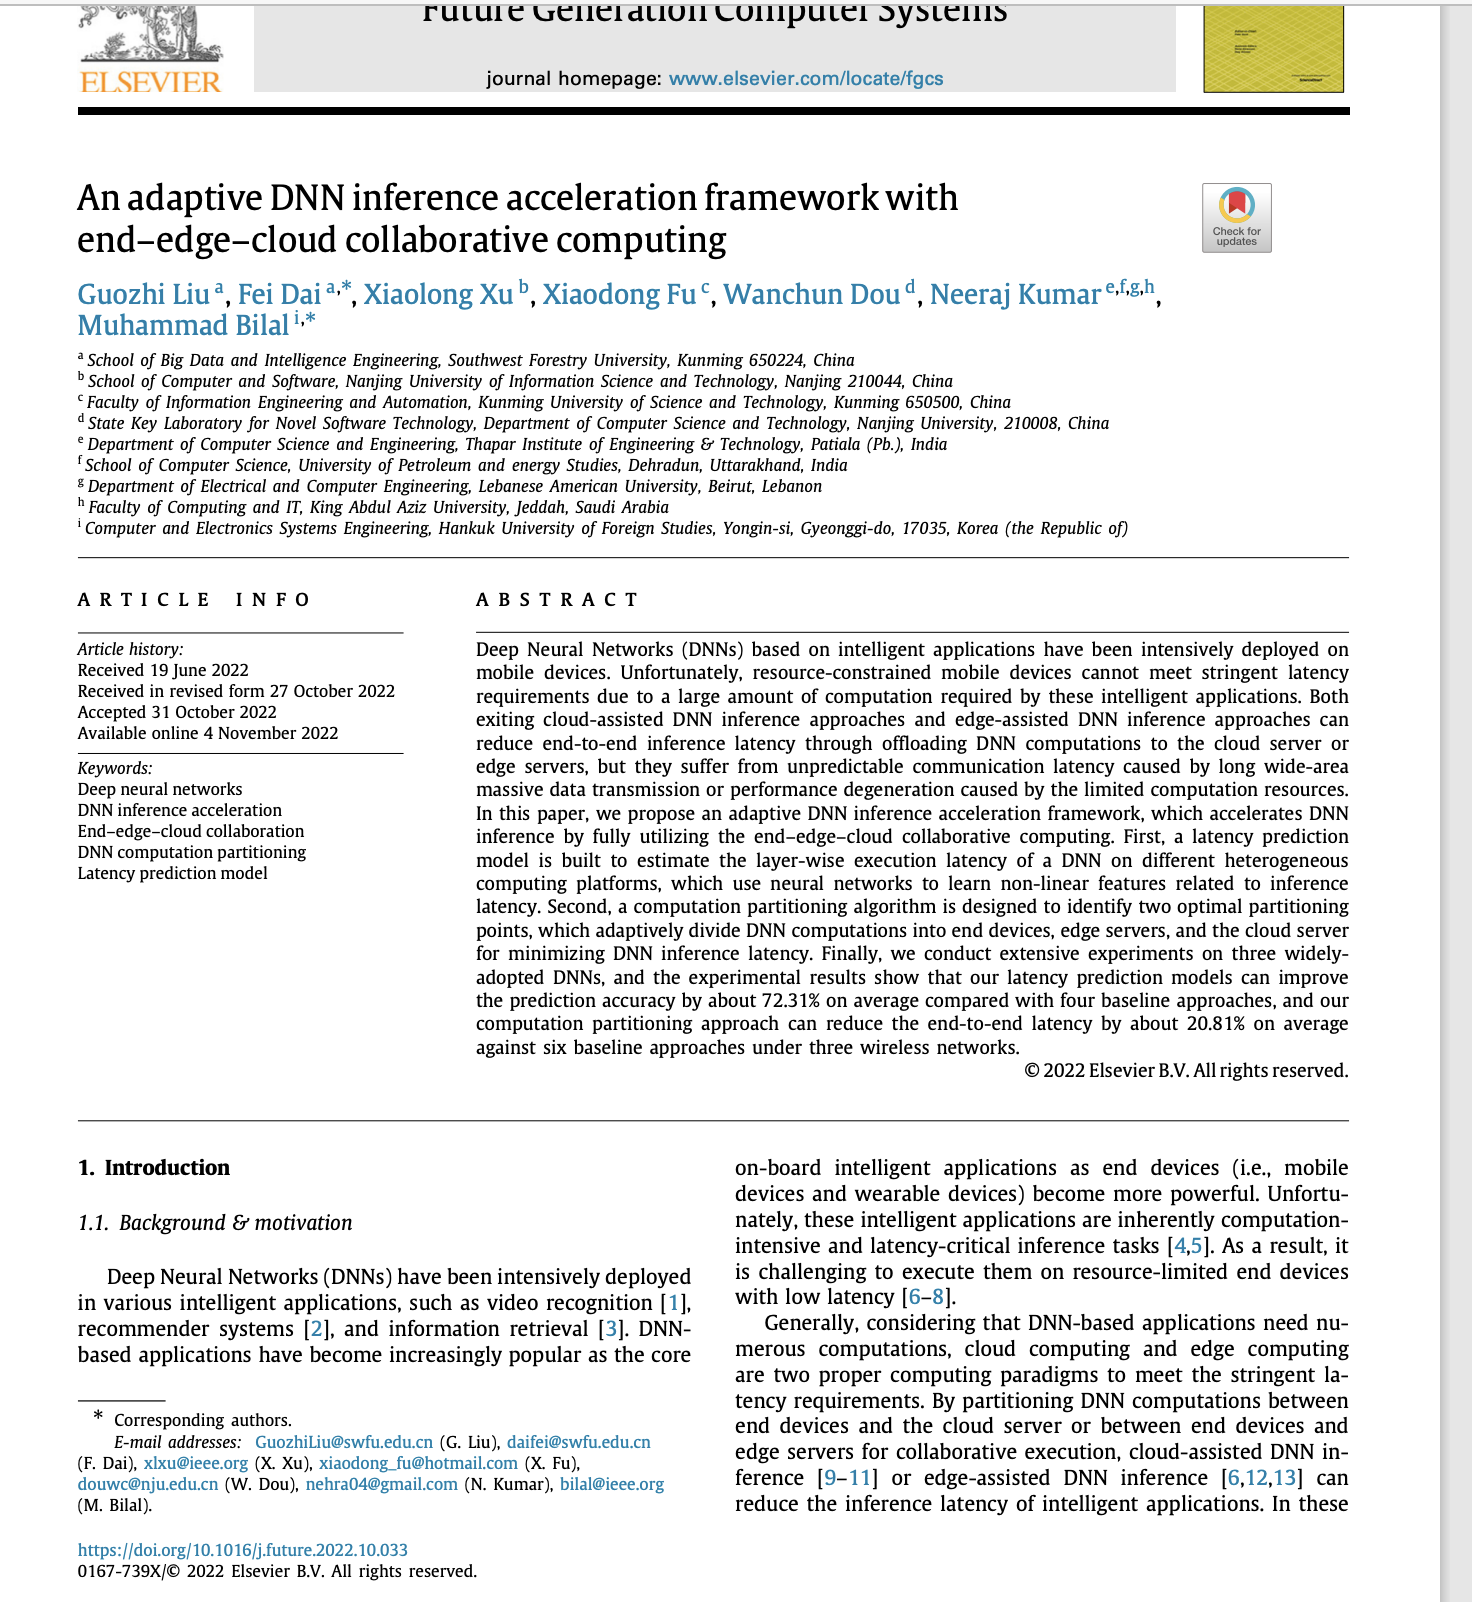 Future Generation Computer Systems
journal homepage: www.elsevier.com/locate/fgcs
ELSEVIER
An adaptive DNN inference acceleration framework with
end–edge–cloud collaborative computing
Check for
updates
Guozhi Liu a, Fei Dai a,*, Xiaolong Xu b, Xiaodong Fu c, Wanchun Dou d, Neeraj Kumar e,f,g,h,
Muhammad Bilal i,*
a School of Big Data and Intelligence Engineering, Southwest Forestry University, Kunming 650224, China
b School of Computer and Software, Nanjing University of Information Science and Technology, Nanjing 210044, China
c Faculty of Information Engineering and Automation, Kunming University of Science and Technology, Kunming 650500, China
d State Key Laboratory for Novel Software Technology, Department of Computer Science and Technology, Nanjing University, 210008, China
e Department of Computer Science and Engineering, Thapar Institute of Engineering & Technology, Patiala (Pb.), India
f School of Computer Science, University of Petroleum and energy Studies, Dehradun, Uttarakhand, India
g Department of Electrical and Computer Engineering, Lebanese American University, Beirut, Lebanon
h Faculty of Computing and IT, King Abdul Aziz University, Jeddah, Saudi Arabia
i Computer and Electronics Systems Engineering, Hankuk University of Foreign Studies, Yongin-si, Gyeonggi-do, 17035, Korea (the Republic of)
ARTICLE INFO
Article history:
Received 19 June 2022
Received in revised form 27 October 2022
Accepted 31 October 2022
Available online 4 November 2022
Keywords:
Deep neural networks
DNN inference acceleration
End–edge–cloud collaboration
DNN computation partitioning
Latency prediction model
ABSTRACT
Deep Neural Networks (DNNs) based on intelligent applications have been intensively deployed on
mobile devices. Unfortunately, resource-constrained mobile devices cannot meet stringent latency
requirements due to a large amount of computation required by these intelligent applications. Both
exiting cloud-assisted DNN inference approaches and edge-assisted DNN inference approaches can
reduce end-to-end inference latency through offloading DNN computations to the cloud server or
edge servers, but they suffer from unpredictable communication latency caused by long wide-area
massive data transmission or performance degeneration caused by the limited computation resources.
In this paper, we propose an adaptive DNN inference acceleration framework, which accelerates DNN
inference by fully utilizing the end–edge–cloud collaborative computing. First, a latency prediction
model is built to estimate the layer-wise execution latency of a DNN on different heterogeneous
computing platforms, which use neural networks to learn non-linear features related to inference
latency. Second, a computation partitioning algorithm is designed to identify two optimal partitioning
points, which adaptively divide DNN computations into end devices, edge servers, and the cloud server
for minimizing DNN inference latency. Finally, we conduct extensive experiments on three widely-
adopted DNNs, and the experimental results show that our latency prediction models can improve
the prediction accuracy by about 72.31% on average compared with four baseline approaches, and our
computation partitioning approach can reduce the end-to-end latency by about 20.81% on average
against six baseline approaches under three wireless networks.
© 2022 Elsevier B.V. All rights reserved.
1. Introduction
1.1. Background & motivation
Deep Neural Networks (DNNs) have been intensively deployed
in various intelligent applications, such as video recognition [1],
recommender systems [2], and information retrieval [3]. DNN-
based applications have become increasingly popular as the core
* Corresponding authors.
E-mail addresses: GuozhiLiu@swfu.edu.cn (G. Liu), daifei@swfu.edu.cn
(F. Dai), xlxu@ieee.org (X. Xu), xiaodong_fu@hotmail.com (X. Fu),
douwc@nju.edu.cn (W. Dou), nehra04@gmail.com (N. Kumar), bilal@ieee.org
(M. Bilal).
https://doi.org/10.1016/j.future.2022.10.033
0167-739X/© 2022 Elsevier B.V. All rights reserved.
on-board intelligent applications as end devices (i.e., mobile
devices and wearable devices) become more powerful. Unfortu-
nately, these intelligent applications are inherently computation-
intensive and latency-critical inference tasks [4,5]. As a result, it
is challenging to execute them on resource-limited end devices
with low latency [6–8].
Generally, considering that DNN-based applications need nu-
merous computations, cloud computing and edge computing
are two proper computing paradigms to meet the stringent la-
tency requirements. By partitioning DNN computations between
end devices and the cloud server or between end devices and
edge servers for collaborative execution, cloud-assisted DNN in-
ference [9–11] or edge-assisted DNN inference [6,12,13] can
reduce the inference latency of intelligent applications. In these